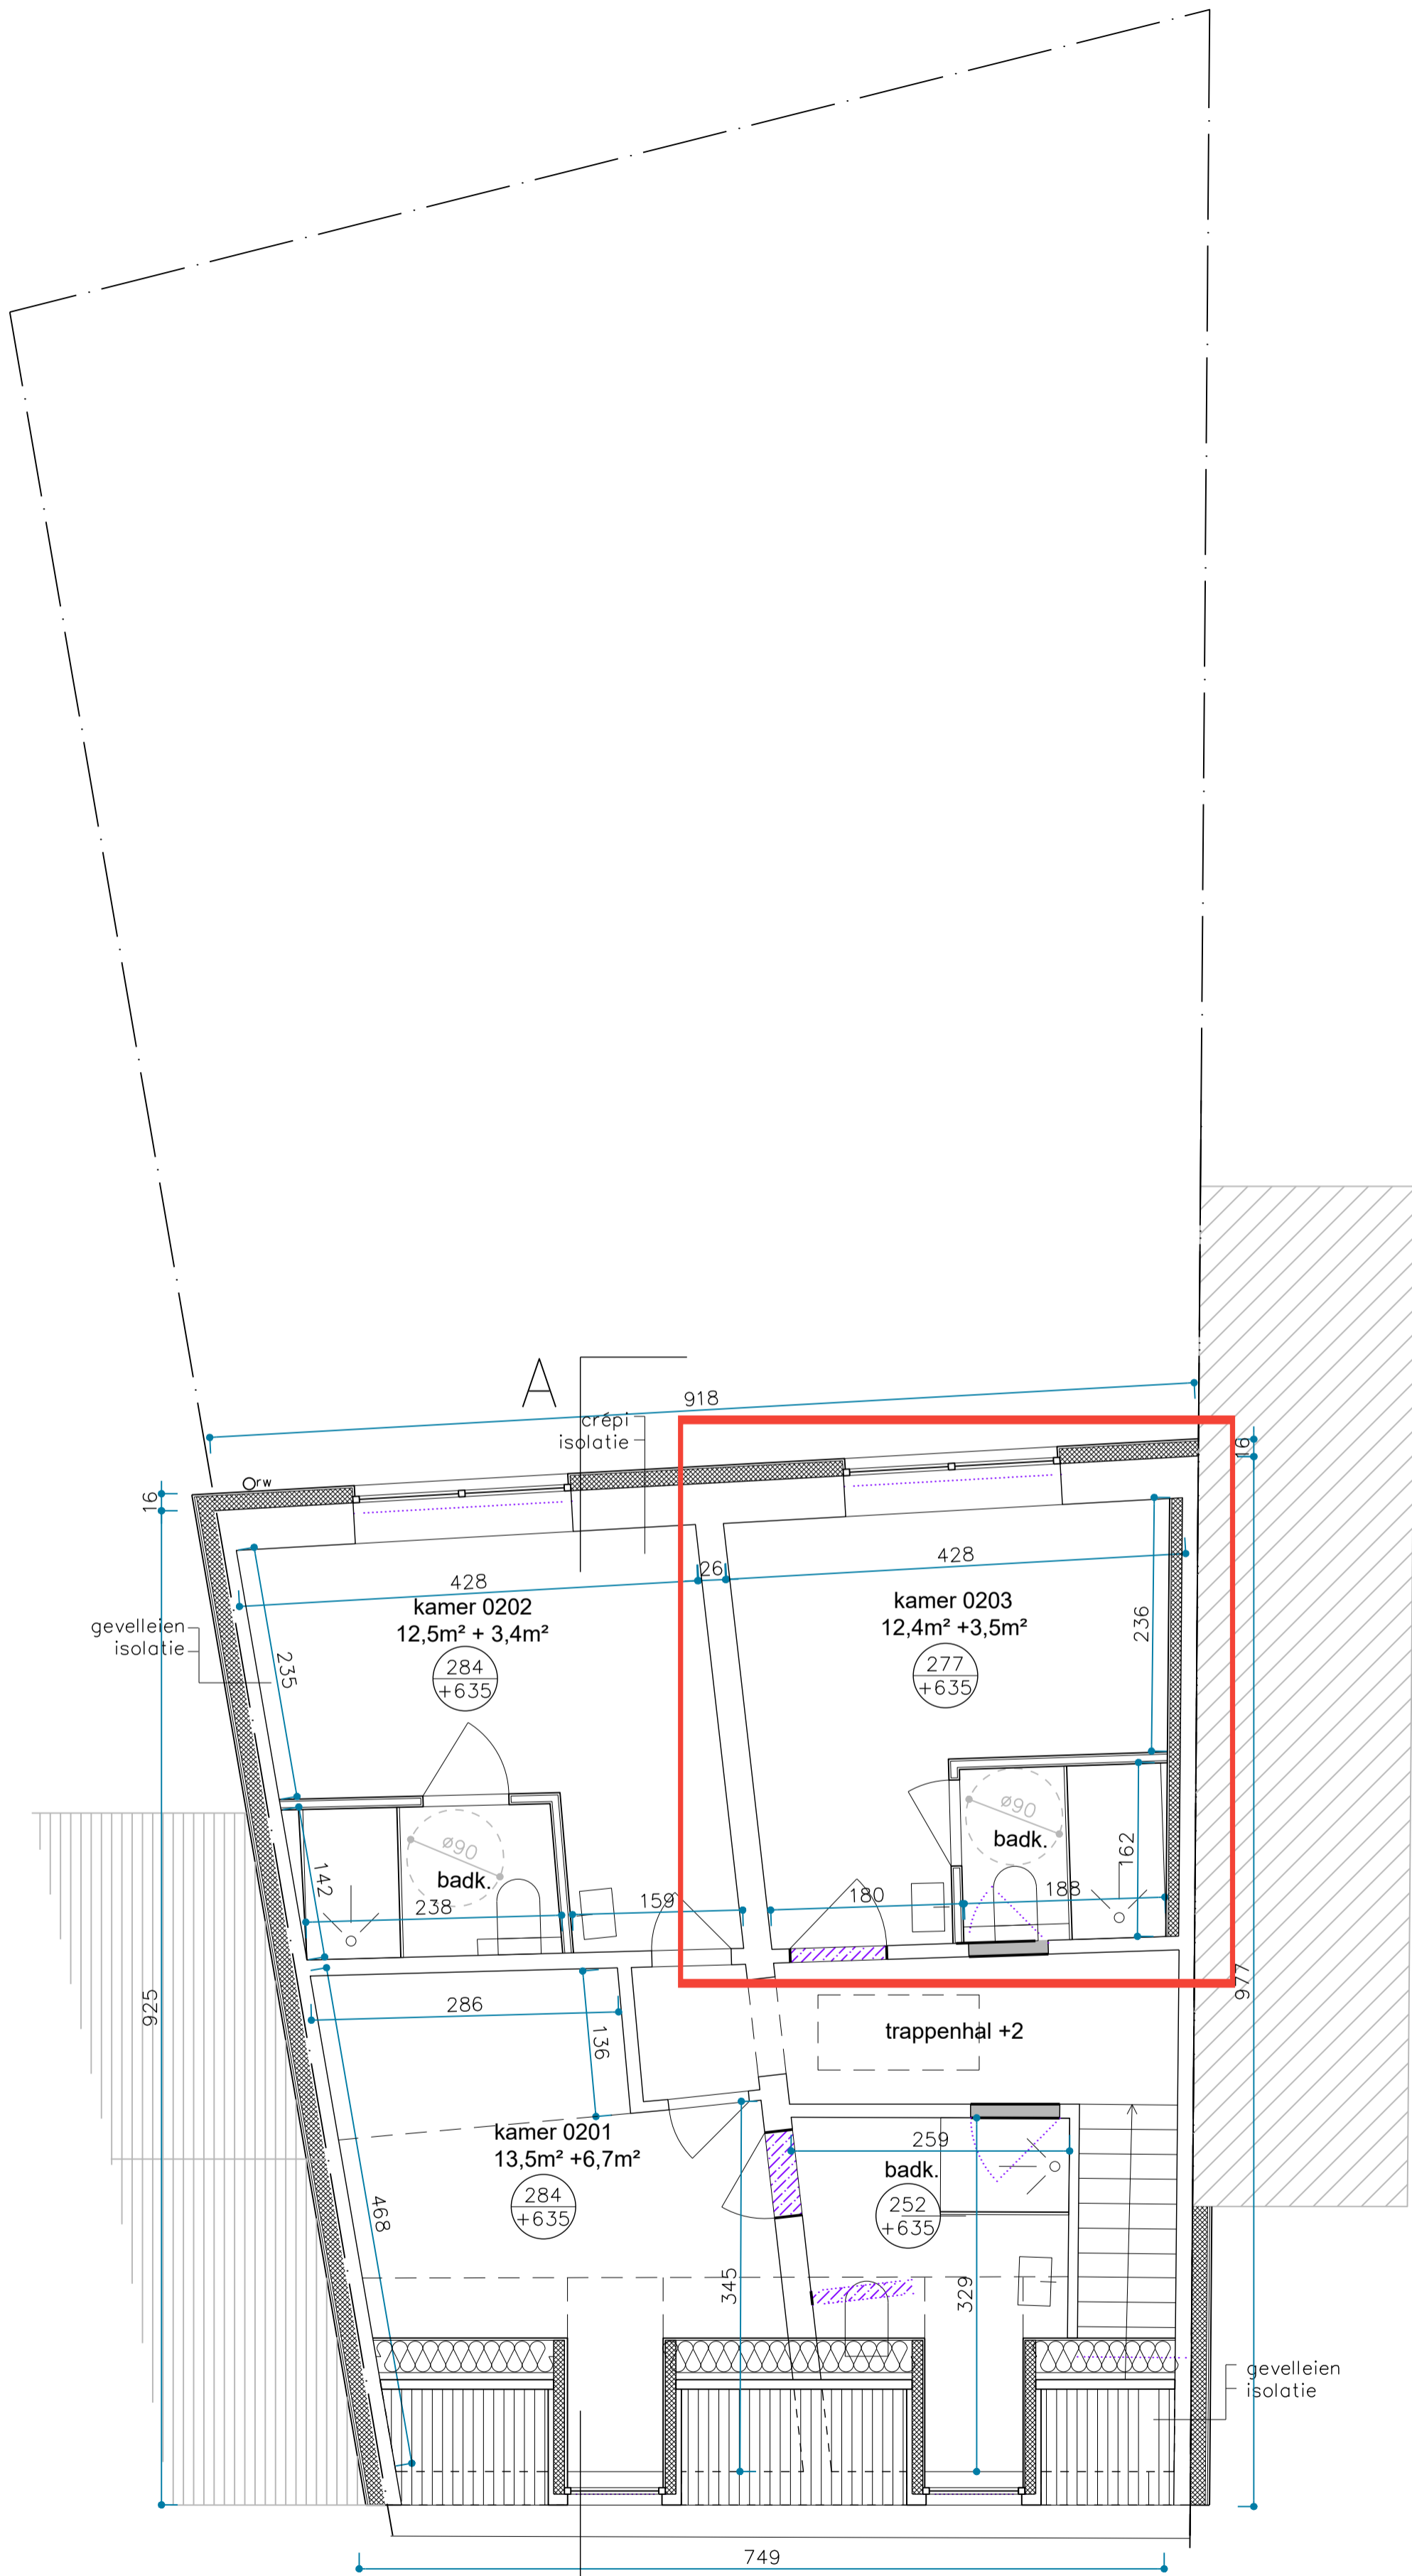 A
918
crépi
isolatie
16
rw
16
428
26
428
kamer 0202
12,5m² + 3,4m²
284
+635
kamer 0203
12,4m² +3,5m²
277
+635
236
gevelleien
isolatie
235
ø90
badk.
142
238
159
ø90
badk.
162
180
188
925
977
286
136
trappenhal +2
kamer 0201
13,5m² +6,7m²
284
+635
259
badk.
252
+635
468
345
329
gevelleien
isolatie
749